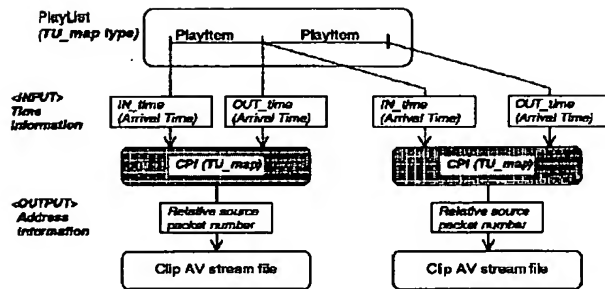 PlayList
(TU_map type)
PlayItem
PlayItem
<INPUT>
Time
information
IN_time
(Arrival Time)
OUT_time
(Arrival Time)
IN_time
(Arrival Time)
OUT_time
(Arrival Time)
CPI (TU_map)
CPI (TU_map)
<OUTPUT>
Address
information
Relative source
packet number
Relative source
packet number
Clip AV stream file
Clip AV stream file